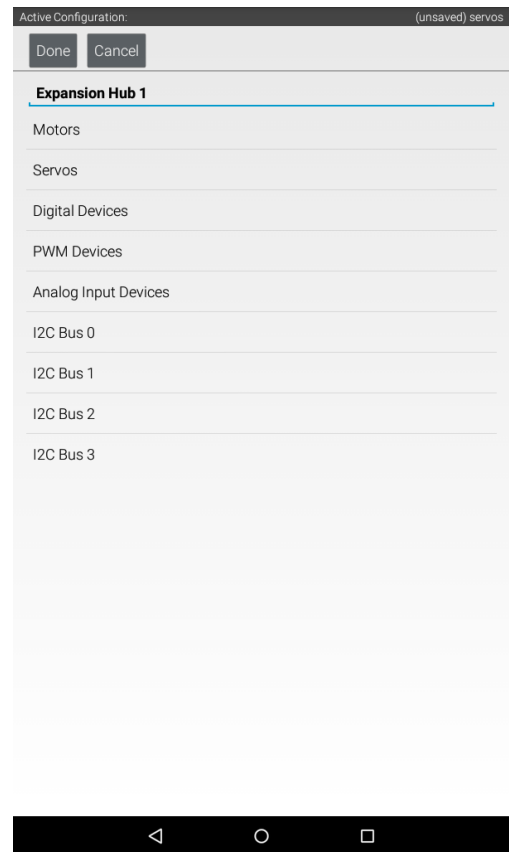 Active Configuration: (unsaved) servos
Done Cancel
Expansion Hub 1
Motors
Servos
Digital Devices
PWM Devices
Analog Input Devices
I2C Bus 0
I2C Bus 1
I2C Bus 2
I2C Bus 3